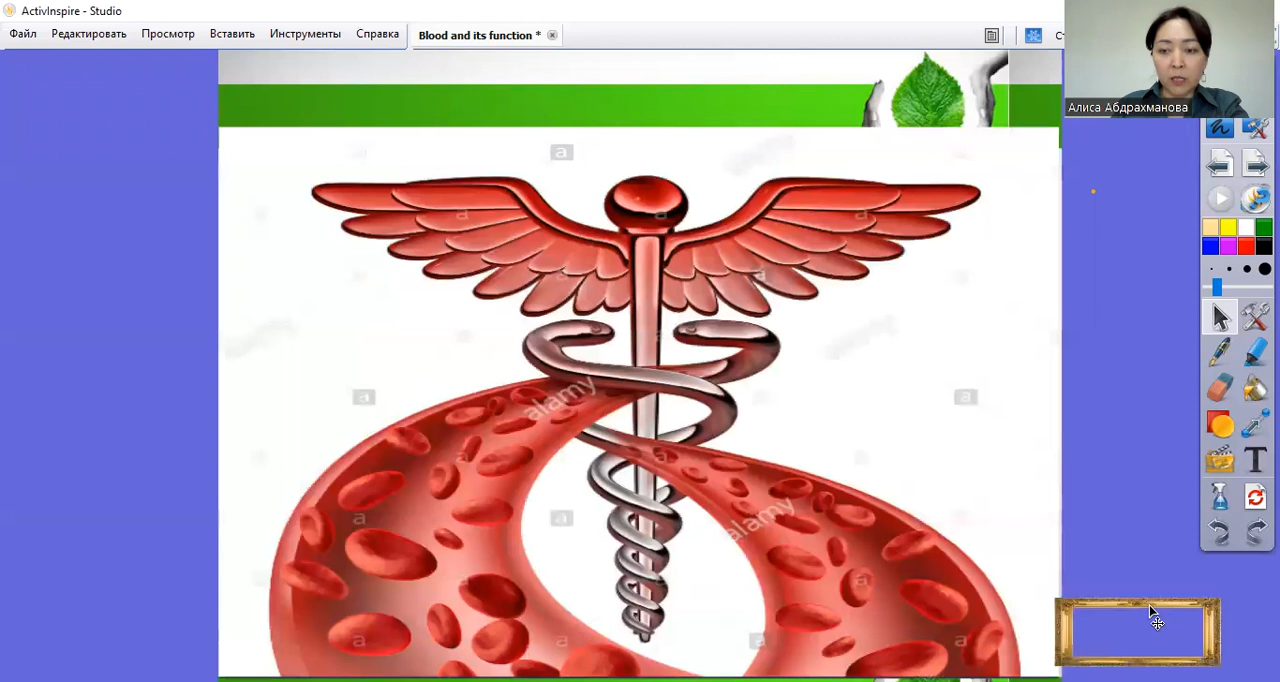 ActivInspire - Studio
Файл Редактировать Просмотр Вставить Инструменты Справка
Blood and its function *
Алиса Абдрахманова
alamy
alamy